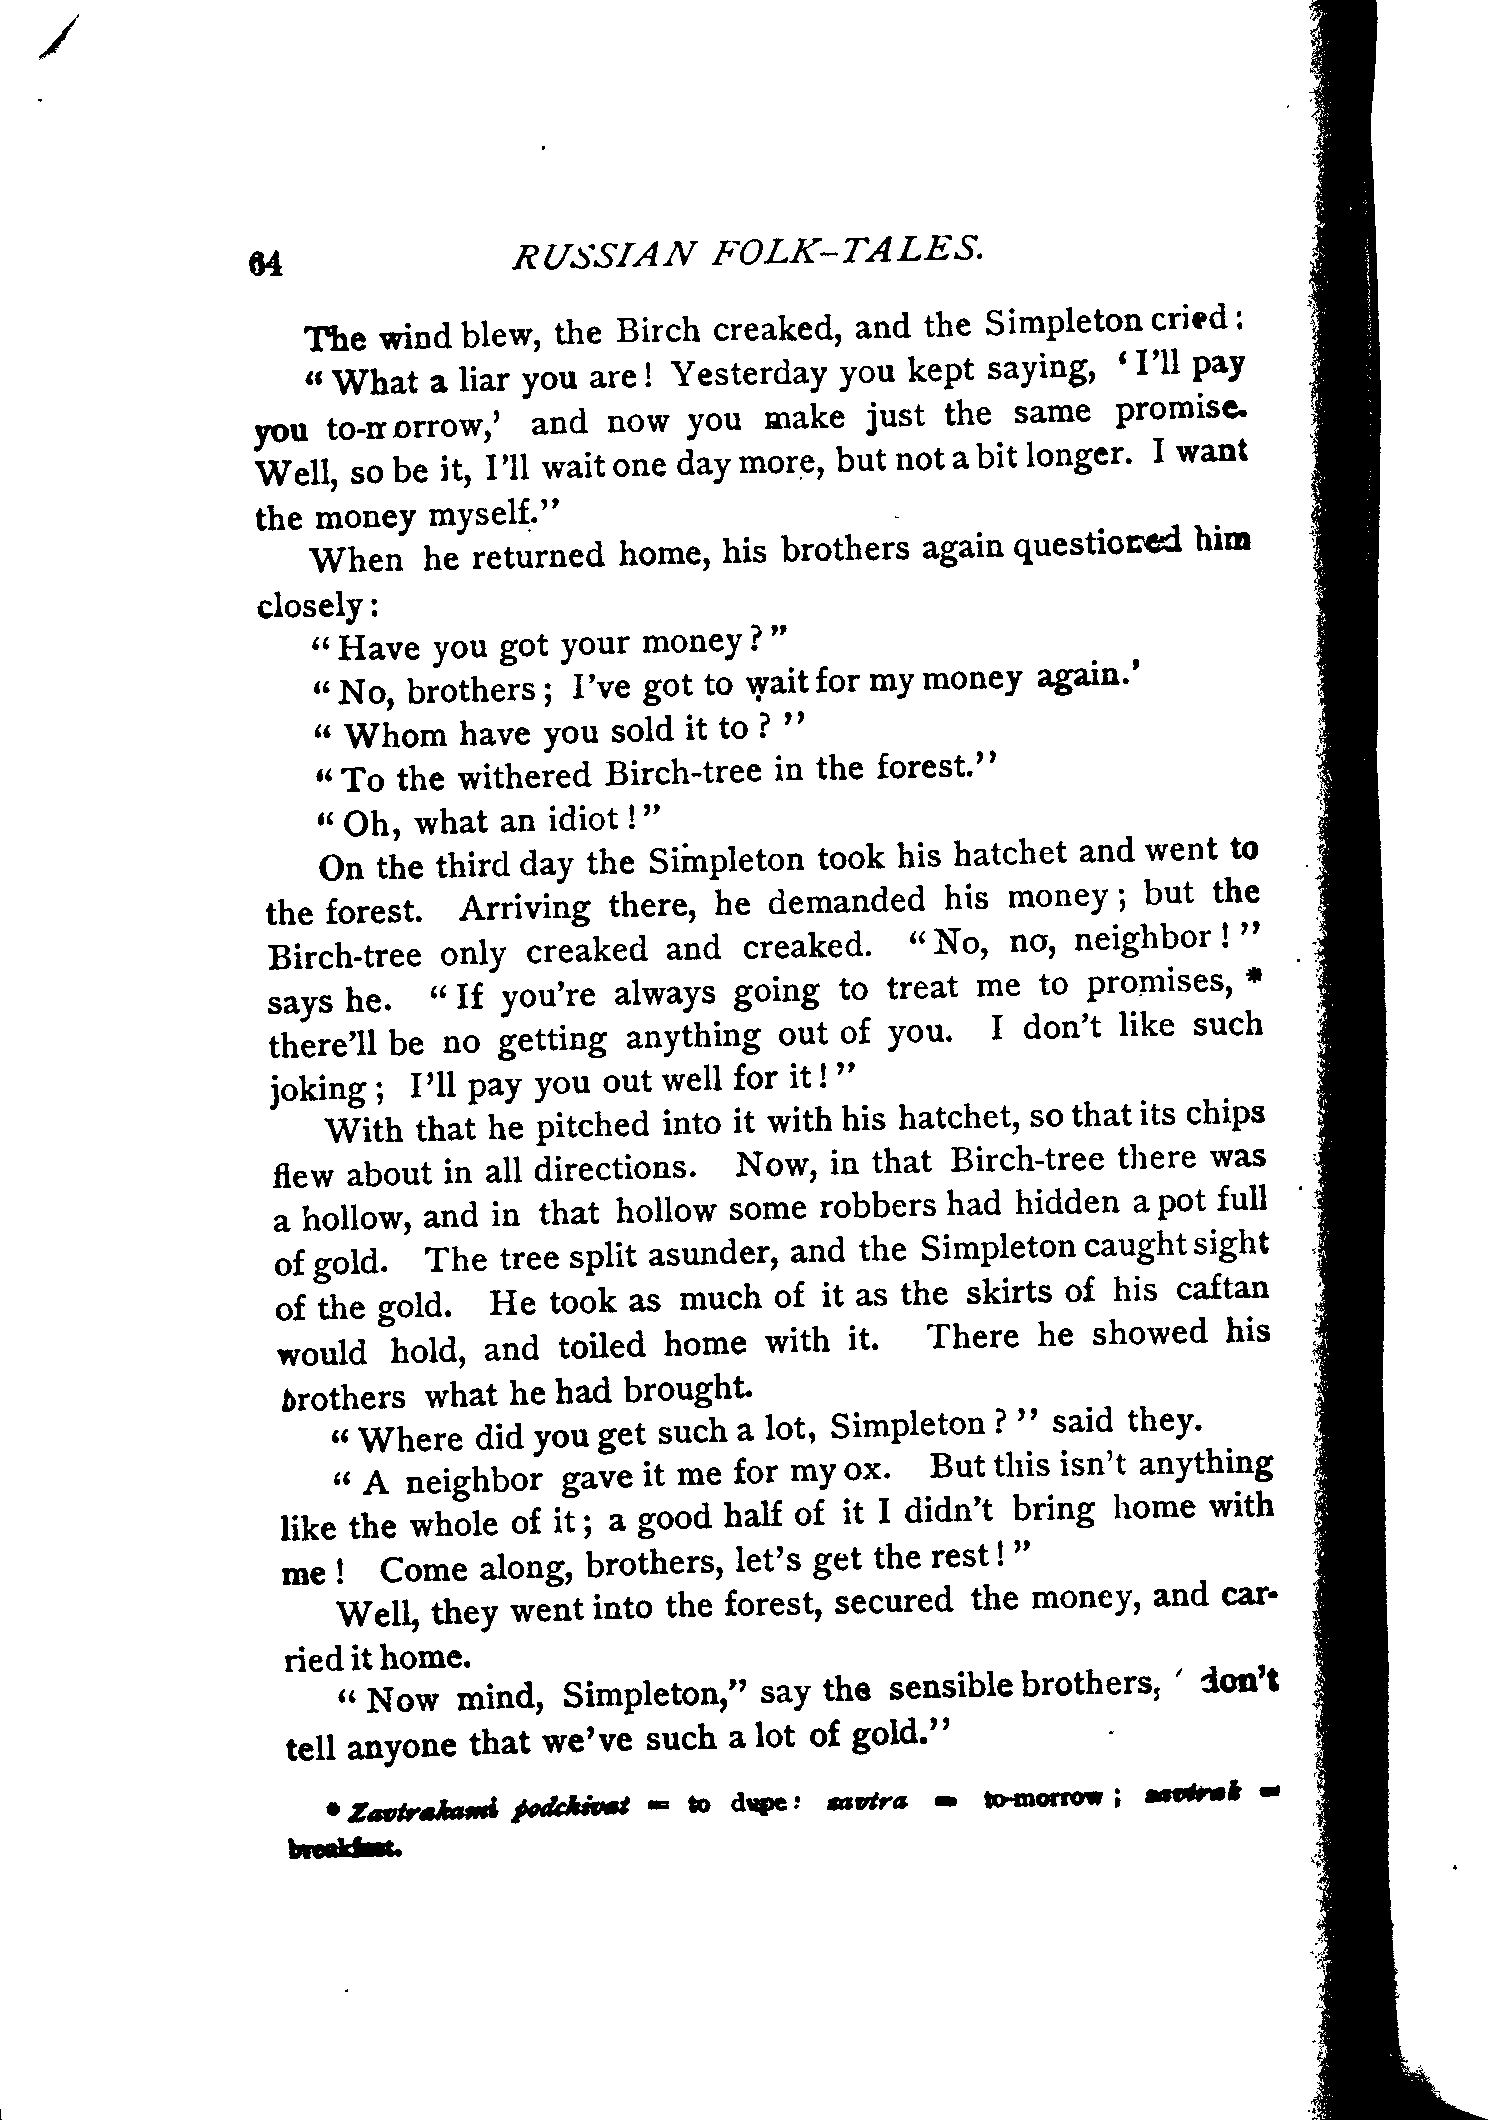 64 RUSSIAN FOLK-TALES.
The wind blew, the Birch creaked, and the Simpleton cried:
“What a liar you are! Yesterday you kept saying, ‘I'll pay
you to-morrow,’ and now you make just the same promise.
Well, so be it, I'll wait one day more, but not a bit longer. I want
the money myself.”
When he returned home, his brothers again questioned him
closely:
“Have you got your money?”
“No, brothers; I've got to wait for my money again.’
“Whom have you sold it to?”
“To the withered Birch-tree in the forest.”
“Oh, what an idiot!”
On the third day the Simpleton took his hatchet and went to
the forest. Arriving there, he demanded his money; but the
Birch-tree only creaked and creaked. “No, no, neighbor!”
says he. “If you're always going to treat me to promises, *
there'll be no getting anything out of you. I don't like such
joking; I'll pay you out well for it!”
With that he pitched into it with his hatchet, so that its chips
flew about in all directions. Now, in that Birch-tree there was
a hollow, and in that hollow some robbers had hidden a pot full
of gold. The tree split asunder, and the Simpleton caught sight
of the gold. He took as much of it as the skirts of his caftan
would hold, and toiled home with it. There he showed his
brothers what he had brought.
“Where did you get such a lot, Simpleton?” said they.
“A neighbor gave it me for my ox. But this isn't anything
like the whole of it; a good half of it I didn't bring home with
me! Come along, brothers, let's get the rest!”
Well, they went into the forest, secured the money, and car-
ried it home.
“Now mind, Simpleton,” say the sensible brothers, ‘don't
tell anyone that we've such a lot of gold.”
* Zavtrakami podchivat = to dupe: zavtra = to-morrow; zavtrak =
breakfast.